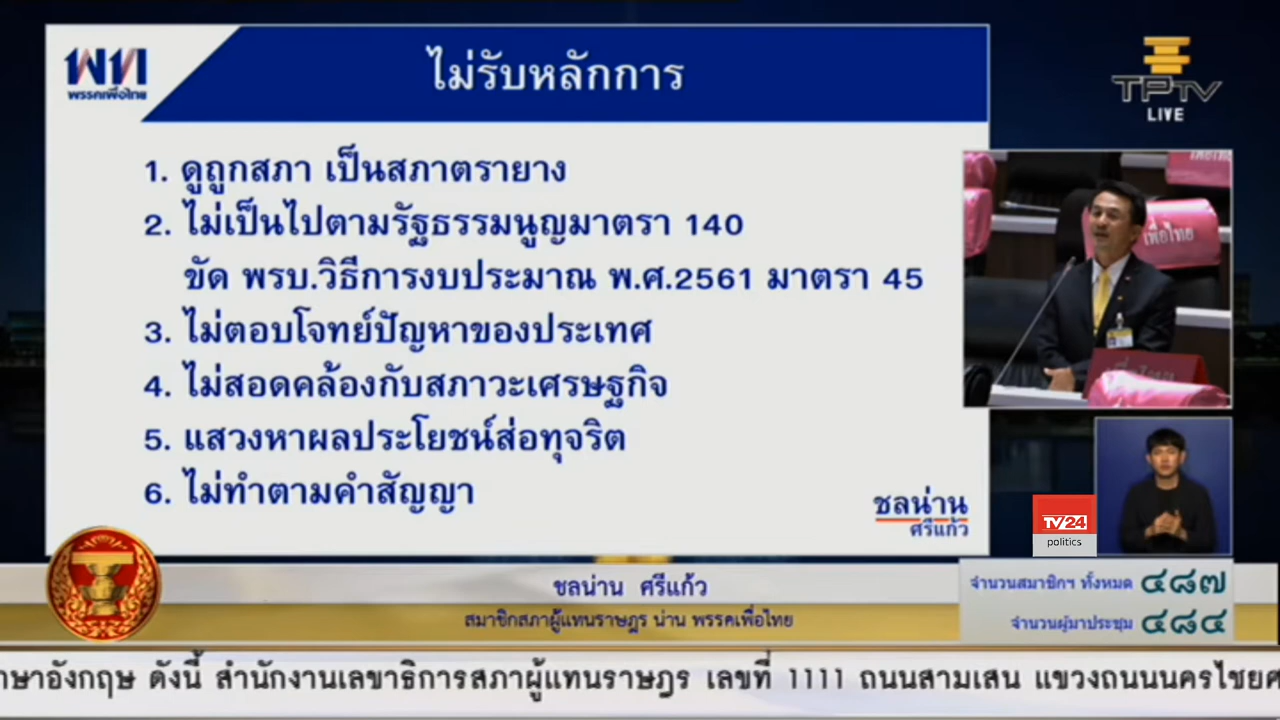 พท
พรรคเพื่อไทย
ไม่รับหลักการ
1. ดูถูกสภา เป็นสภาตรายาง
2. ไม่เป็นไปตามรัฐธรรมนูญมาตรา 140
ขัด พรบ.วิธีการงบประมาณ พ.ศ.2561 มาตรา 45
3. ไม่ตอบโจทย์ปัญหาของประเทศ
4. ไม่สอดคล้องกับสภาวะเศรษฐกิจ
5. แสวงหาผลประโยชน์ส่อทุจริต
6. ไม่ทำตามคำสัญญา
ชลน่าน
ศรีแก้ว
TPTV
LIVE
เพื่อไทย
TV24
politics
ชลน่าน ศรีแก้ว
สมาชิกสภาผู้แทนราษฎร น่าน พรรคเพื่อไทย
จำนวนสมาชิกฯ ทั้งหมด ๔๘๗
จำนวนผู้มาประชุม ๔๘๔
าษาอังกฤษ ดังนี้ สำนักงานเลขาธิการสภาผู้แทนราษฎร เลขที่ 1111 ถนนสามเสน แขวงถนนนครไชยศ